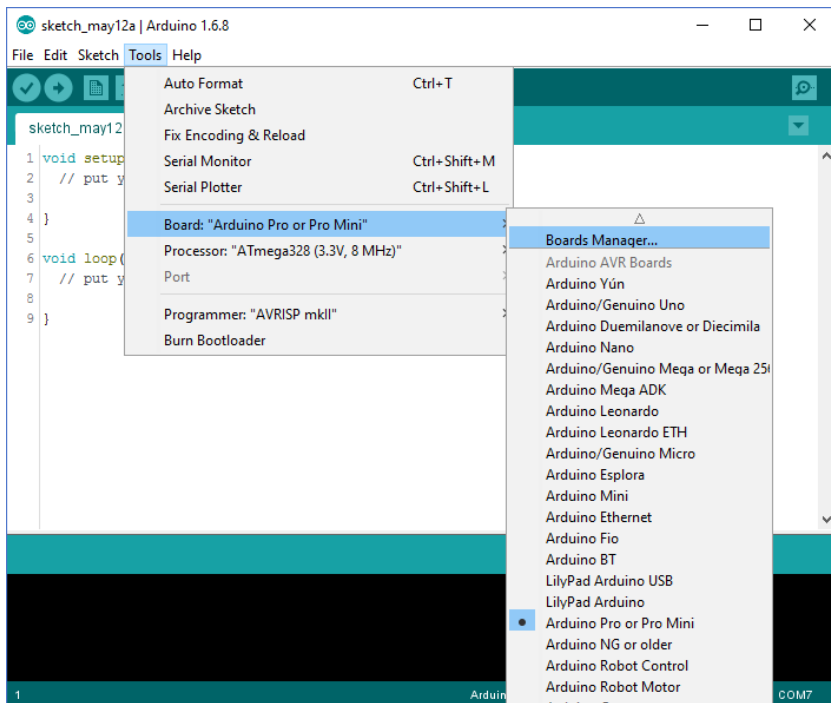 sketch_may12a | Arduino 1.6.8
File Edit Sketch Tools Help
Auto Format Ctrl+T
Archive Sketch
Fix Encoding & Reload
Serial Monitor Ctrl+Shift+M
Serial Plotter Ctrl+Shift+L
Board: "Arduino Pro or Pro Mini"
Processor: "ATmega328 (3.3V, 8 MHz)"
Port
Programmer: "AVRISP mkII"
Burn Bootloader
sketch_may12
1 void setup
2 // put y
3
4 }
5
6 void loop(
7 // put y
8
9 }
Boards Manager...
Arduino AVR Boards
Arduino Yún
Arduino/Genuino Uno
Arduino Duemilanove or Diecimila
Arduino Nano
Arduino/Genuino Mega or Mega 256
Arduino Mega ADK
Arduino Leonardo
Arduino Leonardo ETH
Arduino/Genuino Micro
Arduino Esplora
Arduino Mini
Arduino Ethernet
Arduino Fio
Arduino BT
LilyPad Arduino USB
LilyPad Arduino
Arduino Pro or Pro Mini
Arduino NG or older
Arduino Robot Control
Arduino Robot Motor
1 Arduin COM7